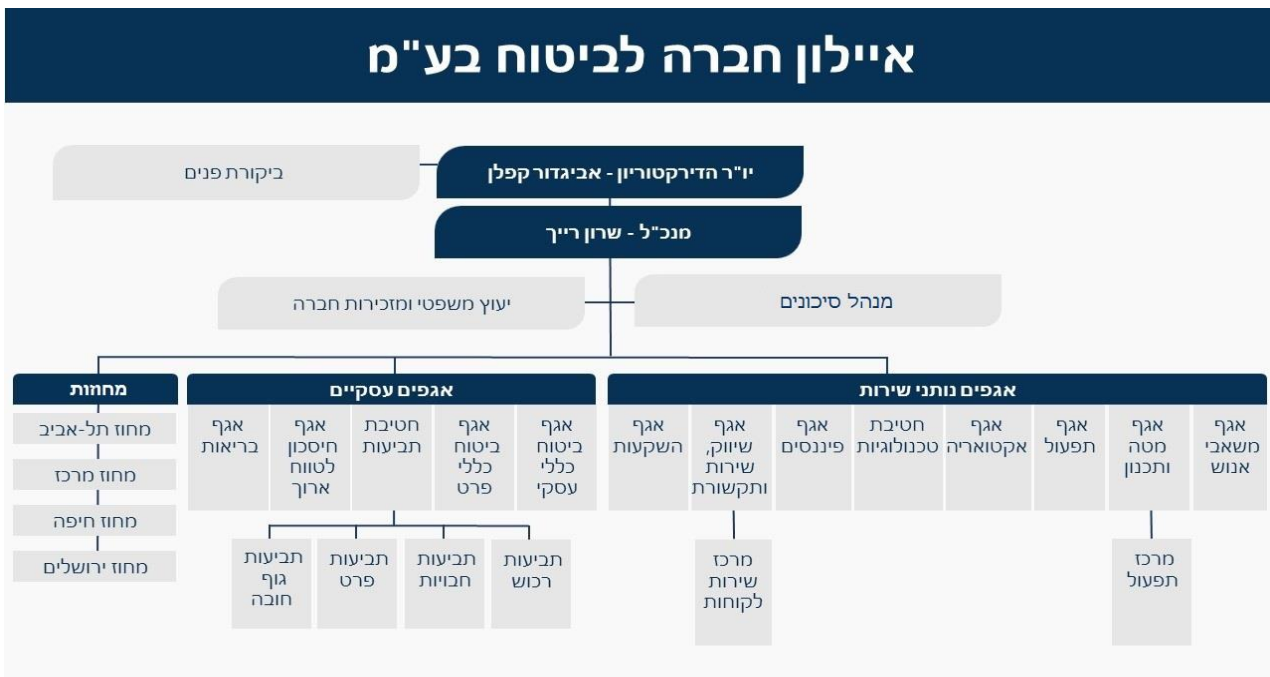 איילון חברה לביטוח בע"מ
יו"ר הדירקטוריון - אביגדור קפלן
ביקורת פנים
מנכ"ל - שרון רייך
מנהל סיכונים
יעוץ משפטי ומזכירות חברה
אגפים נותני שירות
אגף
משאבי
אנוש
אגף
מטה
ותכנון
אגף
תפעול
אגף
אקטואריה
חטיבת
טכנולוגיות
אגף
פיננסים
אגף
שיווק,
שירות
ותקשורת
אגף
השקעות
מרכז
תפעול
מרכז
שירות
לקוחות
אגפים עסקיים
אגף
ביטוח
כללי
עסקי
אגף
ביטוח
כללי
פרט
חטיבת
תביעות
אגף
חיסכון
לטווח
ארוך
אגף
בריאות
תביעות
רכוש
תביעות
חבויות
תביעות
פרט
תביעות
גוף
חובה
מחוזות
מחוז תל-אביב
מחוז מרכז
מחוז חיפה
מחוז ירושלים